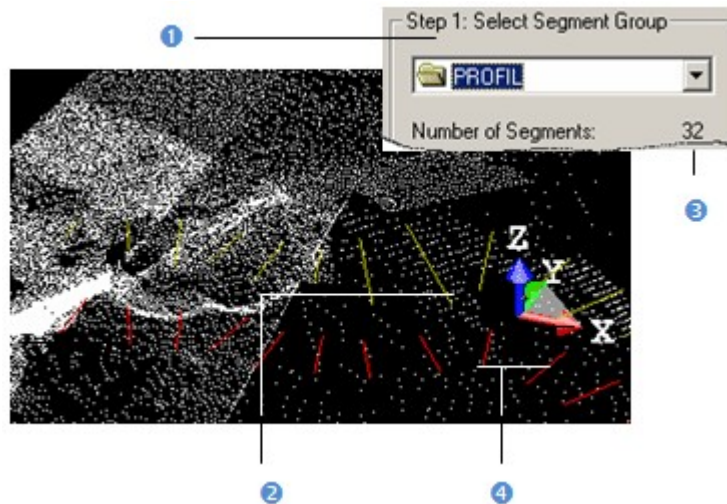 1
Step 1: Select Segment Group
PROFIL
Number of Segments: 32
3
Z
Y
X
2
4